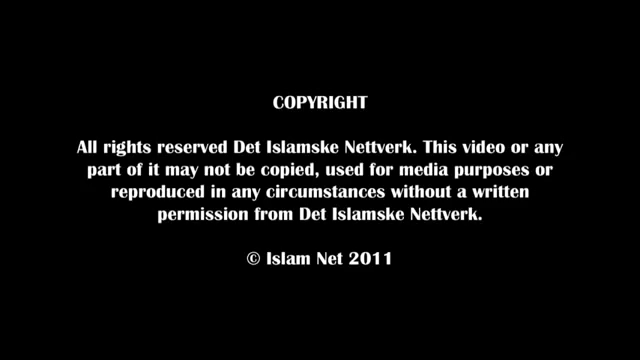 COPYRIGHT
All rights reserved Det Islamske Nettverk. This video or any
part of it may not be copied, used for media purposes or
reproduced in any circumstances without a written
permission from Det Islamske Nettverk.
© Islam Net 2011